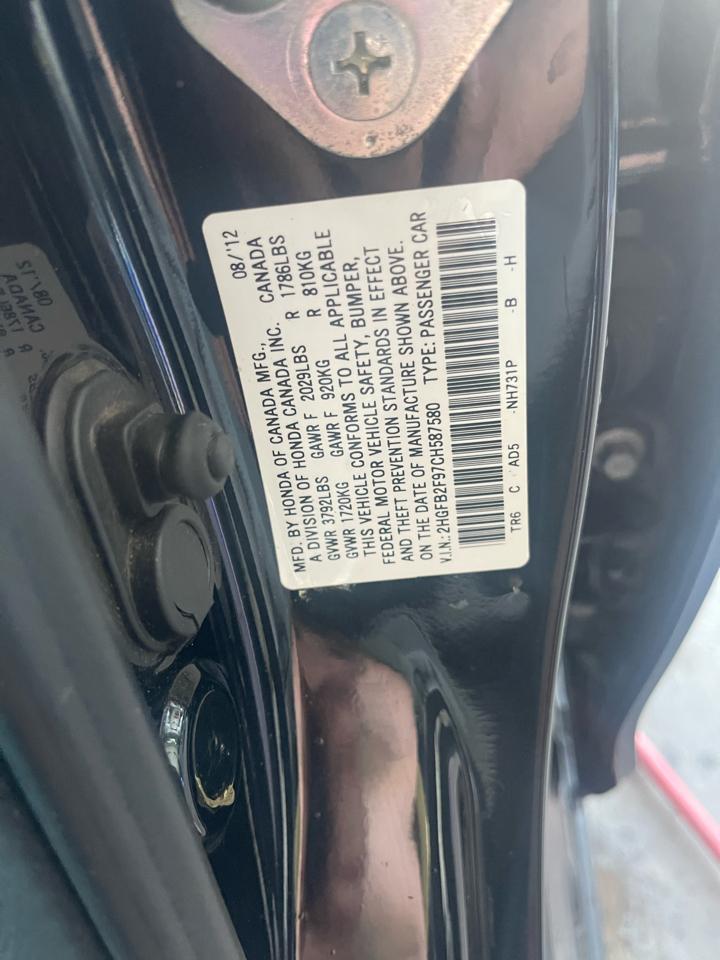 MFD. BY HONDA OF CANADA MFG., 08/'12
A DIVISION OF HONDA CANADA INC. CANADA
GVWR 3792LBS GAWR F 2029LBS R 1786LBS
GVWR 1720KG GAWR F 920KG R 810KG
THIS VEHICLE CONFORMS TO ALL APPLICABLE
FEDERAL MOTOR VEHICLE SAFETY, BUMPER,
AND THEFT PREVENTION STANDARDS IN EFFECT
ON THE DATE OF MANUFACTURE SHOWN ABOVE.
V.I.N.: 2HGFB2F97CH587580 TYPE: PASSENGER CAR
TR6 C AD5 -NH731P -B -H